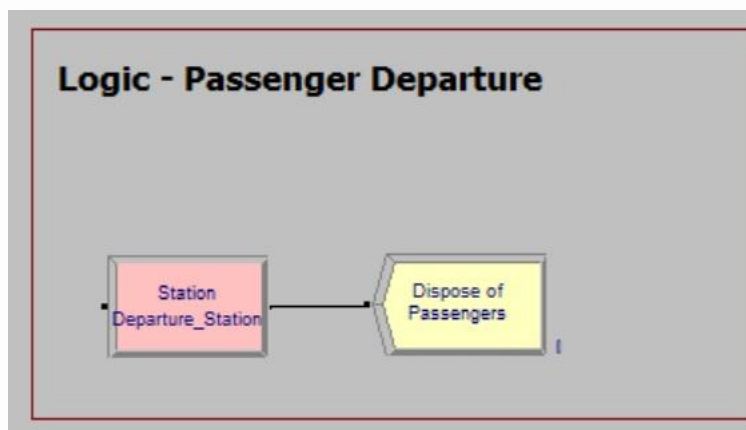 Logic - Passenger Departure
Station
Departure_Station
Dispose of
Passengers